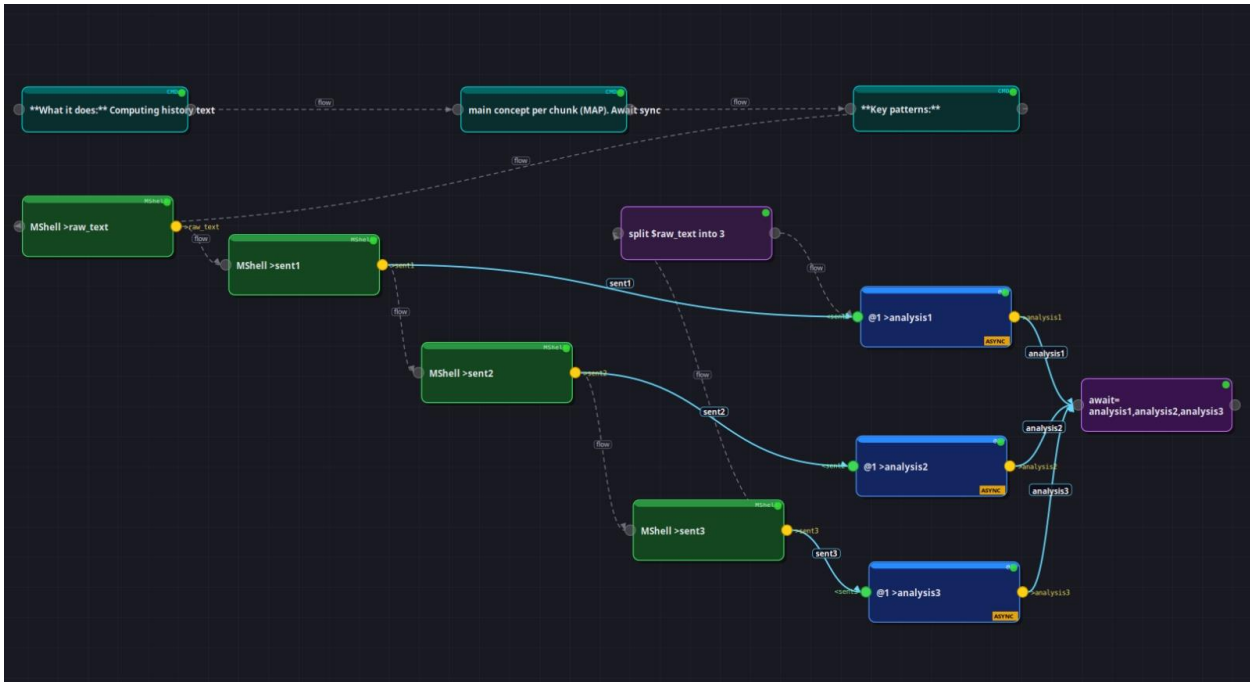 CMD
**What it does:** Computing history text
flow
CMD
main concept per chunk (MAP). Await sync
flow
CMD
**Key patterns:**
flow
MShell
MShell >raw_text
>raw_text
flow
MShell
MShell >sent1
>sent1
sent1
split $raw_text into 3
flow
<sent1
@1 >analysis1
ASYNC
>analysis1
analysis1
flow
MShell
MShell >sent2
>sent2
flow
sent2
await=
analysis1,analysis2,analysis3
analysis2
flow
<sent2
@1 >analysis2
ASYNC
>analysis2
analysis3
MShell
MShell >sent3
>sent3
sent3
<sent3
@1 >analysis3
ASYNC
>analysis3